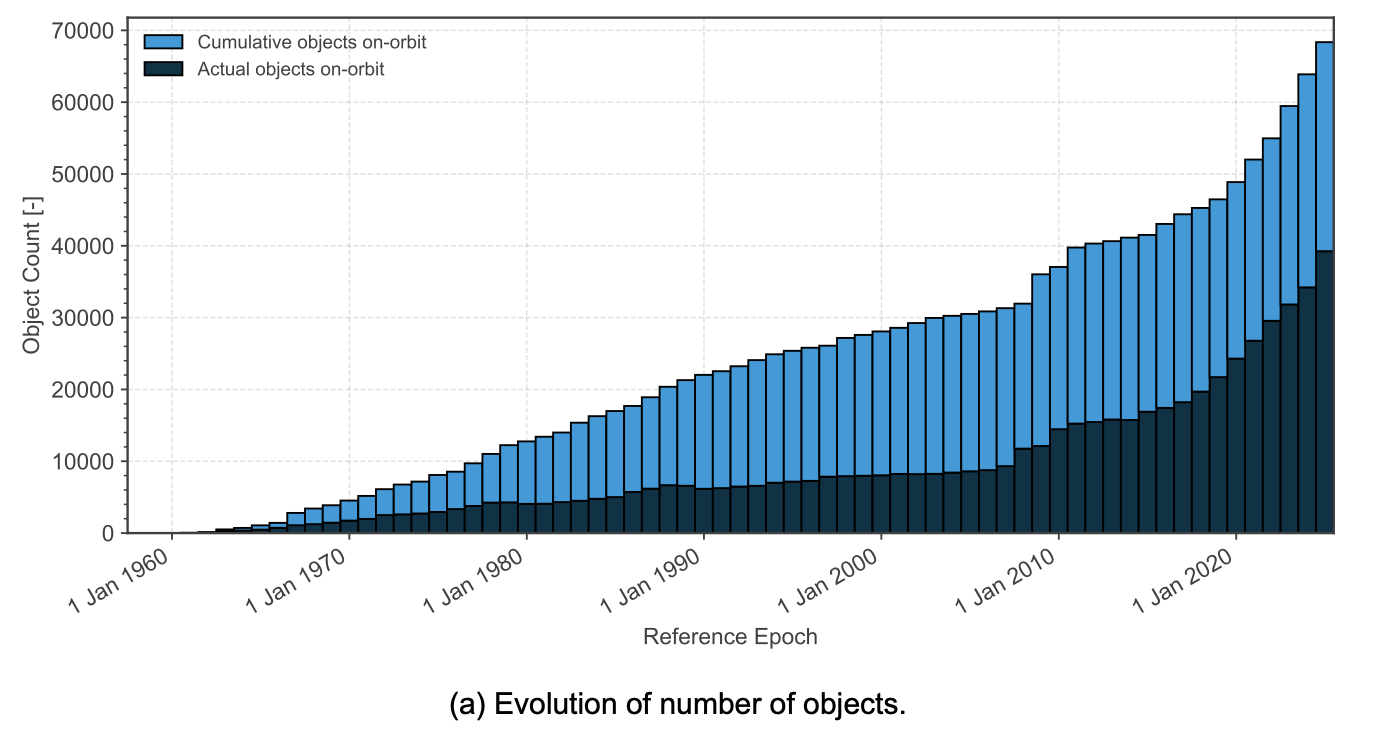 70000
60000
50000
40000
30000
20000
10000
0
Object Count [-]
Cumulative objects on-orbit
Actual objects on-orbit
1 Jan 1960
1 Jan 1970
1 Jan 1980
1 Jan 1990
1 Jan 2000
1 Jan 2010
1 Jan 2020
Reference Epoch
(a) Evolution of number of objects.